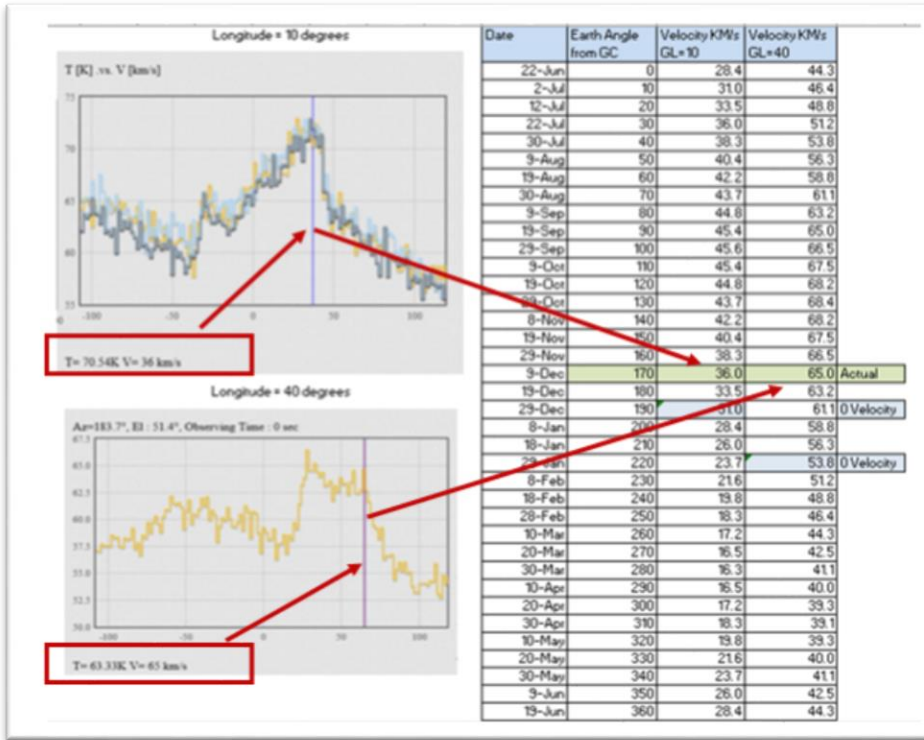 Longitude = 10 degrees
T [K] .vs. V [km/s]
75
70
65
60
55
0
-100
-50
0
50
100
T= 70.54K V= 36 km/s
Longitude = 40 degrees
Az=183.7°, El : 51.4°, Observing Time : 0 sec
67.5
65.0
62.5
60.0
57.5
55.0
52.5
50.0
-100
0
50
100
T= 63.33K V= 65 km/s
Date Earth Angle from GC Velocity KM/s GL=10 Velocity KM/s GL=40
22-Jun 0 28.4 44.3
2-Jul 10 31.0 46.4
12-Jul 20 33.5 48.8
22-Jul 30 36.0 51.2
30-Jul 40 38.3 53.8
9-Aug 50 40.4 56.3
19-Aug 60 42.2 58.8
30-Aug 70 43.7 61.1
9-Sep 80 44.8 63.2
19-Sep 90 45.4 65.0
29-Sep 100 45.6 66.5
9-Oct 110 45.4 67.5
19-Oct 120 44.8 68.2
29-Oct 130 43.7 68.4
8-Nov 140 42.2 68.2
19-Nov 150 40.4 67.5
29-Nov 160 38.3 66.5
9-Dec 170 36.0 65.0 Actual
19-Dec 180 33.5 63.2
29-Dec 190 31.0 61.1 0 Velocity
8-Jan 200 28.4 58.8
18-Jan 210 26.0 56.3
29-Jan 220 23.7 53.8 0 Velocity
8-Feb 230 21.6 51.2
18-Feb 240 19.8 48.8
28-Feb 250 18.3 46.4
10-Mar 260 17.2 44.3
20-Mar 270 16.5 42.5
30-Mar 280 16.3 41.1
10-Apr 290 16.5 40.0
20-Apr 300 17.2 39.3
30-Apr 310 18.3 39.1
10-May 320 19.8 39.3
20-May 330 21.6 40.0
30-May 340 23.7 41.1
9-Jun 350 26.0 42.5
19-Jun 360 28.4 44.3